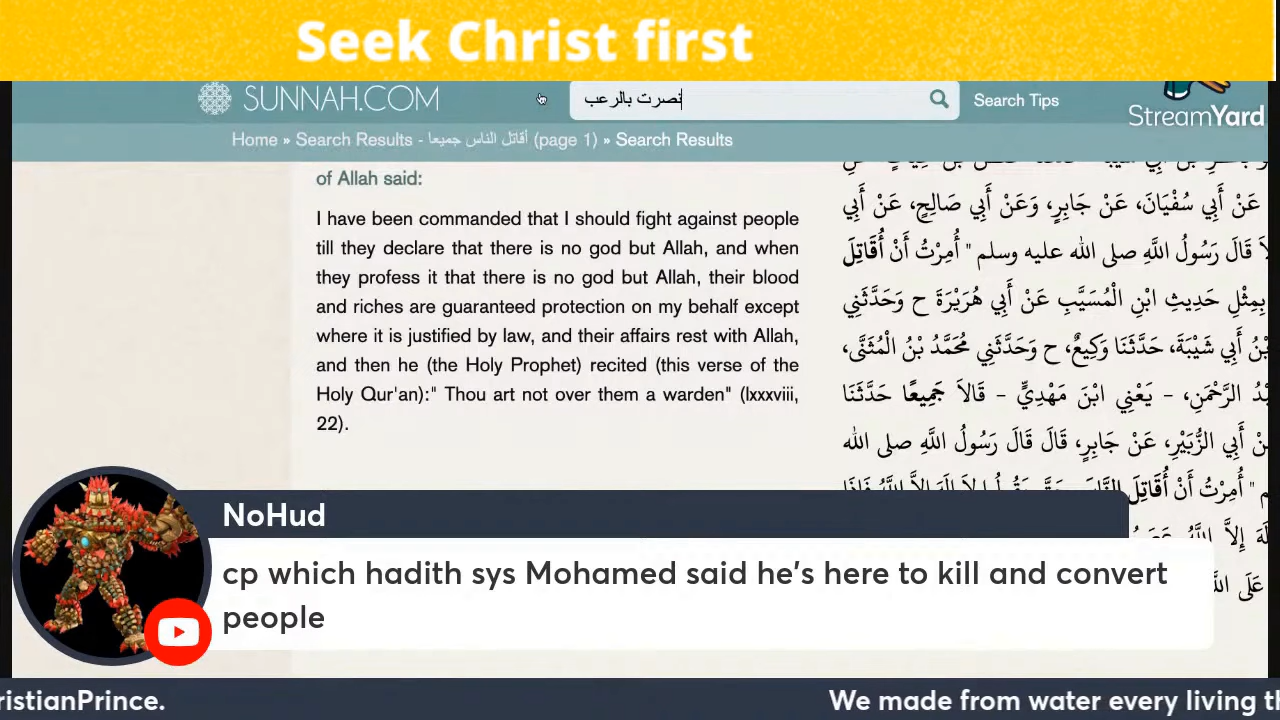 Seek Christ first
SUNNAH.COM
نصرت بالرعب
Search Tips
StreamYard
Home » Search Results - أقاتل الناس جميعا (page 1) » Search Results
of Allah said:
I have been commanded that I should fight against people
till they declare that there is no god but Allah, and when
they profess it that there is no god but Allah, their blood
and riches are guaranteed protection on my behalf except
where it is justified by law, and their affairs rest with Allah,
and then he (the Holy Prophet) recited (this verse of the
Holy Qur'an):" Thou art not over them a warden" (lxxxviii,
22).
عَنْ أَبِي سُفْيَانَ، عَنْ جَابِرٍ، وَعَنْ أَبِي صَالِحٍ، عَنْ أَبِي
قَالَ رَسُولُ اللَّهِ صلى الله عليه وسلم " أُمِرْتُ أَنْ أُقَاتِلَ
بِمِثْلِ حَدِيثِ ابْنِ الْمُسَيَّبِ عَنْ أَبِي هُرَيْرَةَ ح وَحَدَّثَنِي
بْنُ أَبِي شَيْبَةَ، حَدَّثَنَا وَكِيعٌ، ح وَحَدَّثَنِي مُحَمَّدُ بْنُ الْمُثَنَّى،
الرَّحْمَنِ، - يَعْنِي ابْنَ مَهْدِيٍّ - قَالاَ جَمِيعًا حَدَّثَنَا
أَبِي الزُّبَيْرِ، عَنْ جَابِرٍ، قَالَ قَالَ رَسُولُ اللَّهِ صلى الله
" أُمِرْتُ أَنْ أُقَاتِلَ
إِلاَّ اللَّهُ
عَلَى
NoHud
cp which hadith sys Mohamed said he's here to kill and convert
people
ristianPrince.
We made from water every living th